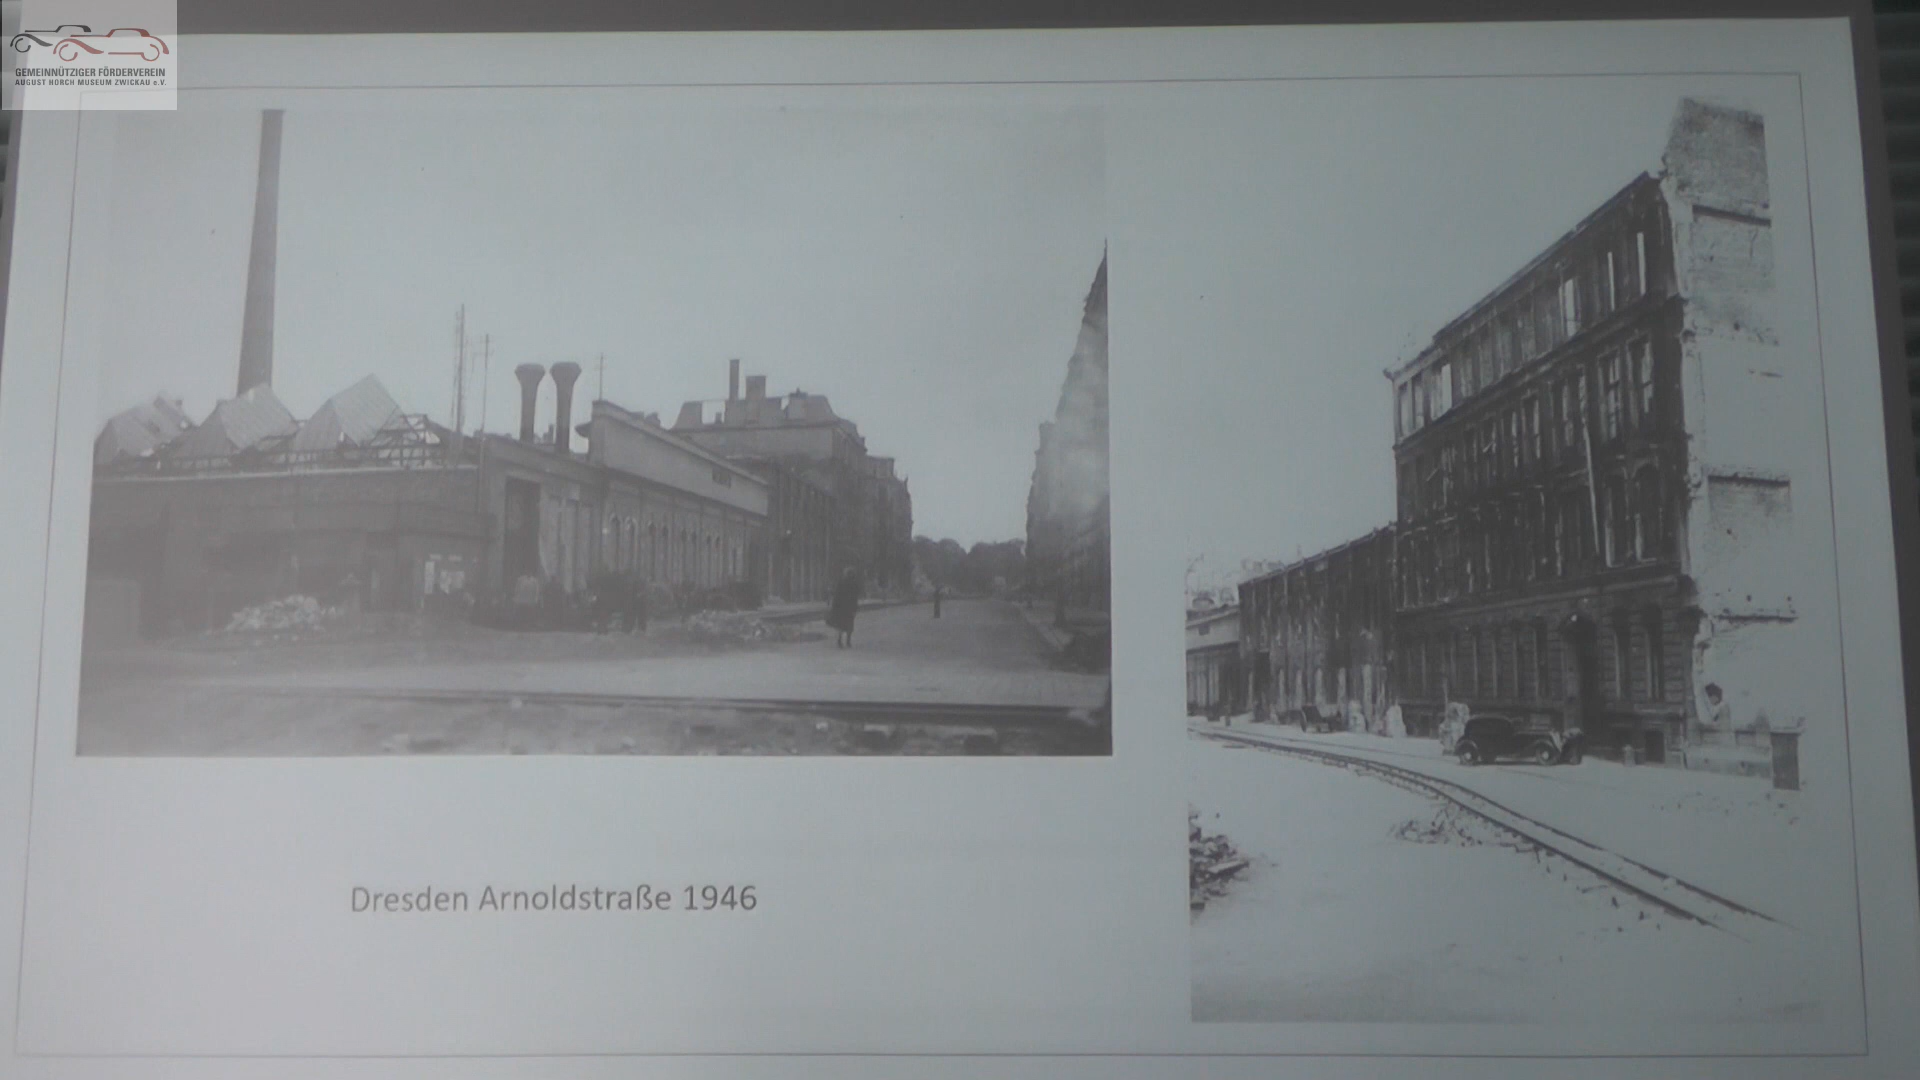 GEMEINNÜTZIGER FÖRDERVEREIN
AUGUST HORCH MUSEUM ZWICKAU e.V.
Dresden Arnoldstraße 1946